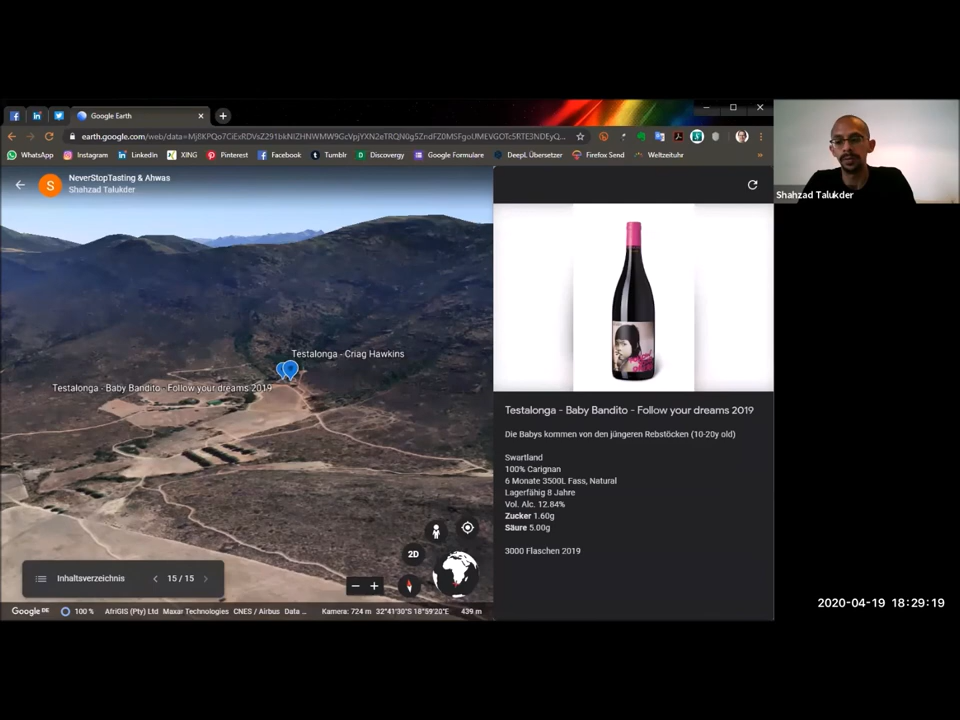 Google Earth
earth.google.com/web/data=
WhatsApp Instagram Linkedin XING Pinterest Facebook Tumblr Discovergy Google Formulare DeepL Übersetzer Firefox Send Weltzeituhr »
S NeverStopTasting & Ahwas
Shahzad Talukder
Shahzad Talukder
Testalonga - Criag Hawkins
Testalonga - Baby Bandito - Follow your dreams 2019
Testalonga - Baby Bandito - Follow your dreams 2019
Die Babys kommen von den jüngeren Rebstöcken (10-20y old)
Swartland
100% Carignan
6 Monate 3500L Fass, Natural
Lagerfähig 8 Jahre
Vol. Alc. 12.84%
Zucker 1.60g
Säure 5.00g
3000 Flaschen 2019
2D
Inhaltsverzeichnis 15 / 15
Google DE 100 % AfriGIS (Pty) Ltd Maxar Technologies CNES / Airbus Data ... Kamera: 724 m 32°41'30"S 18°59'20"E 439 m
2020-04-19 18:29:19